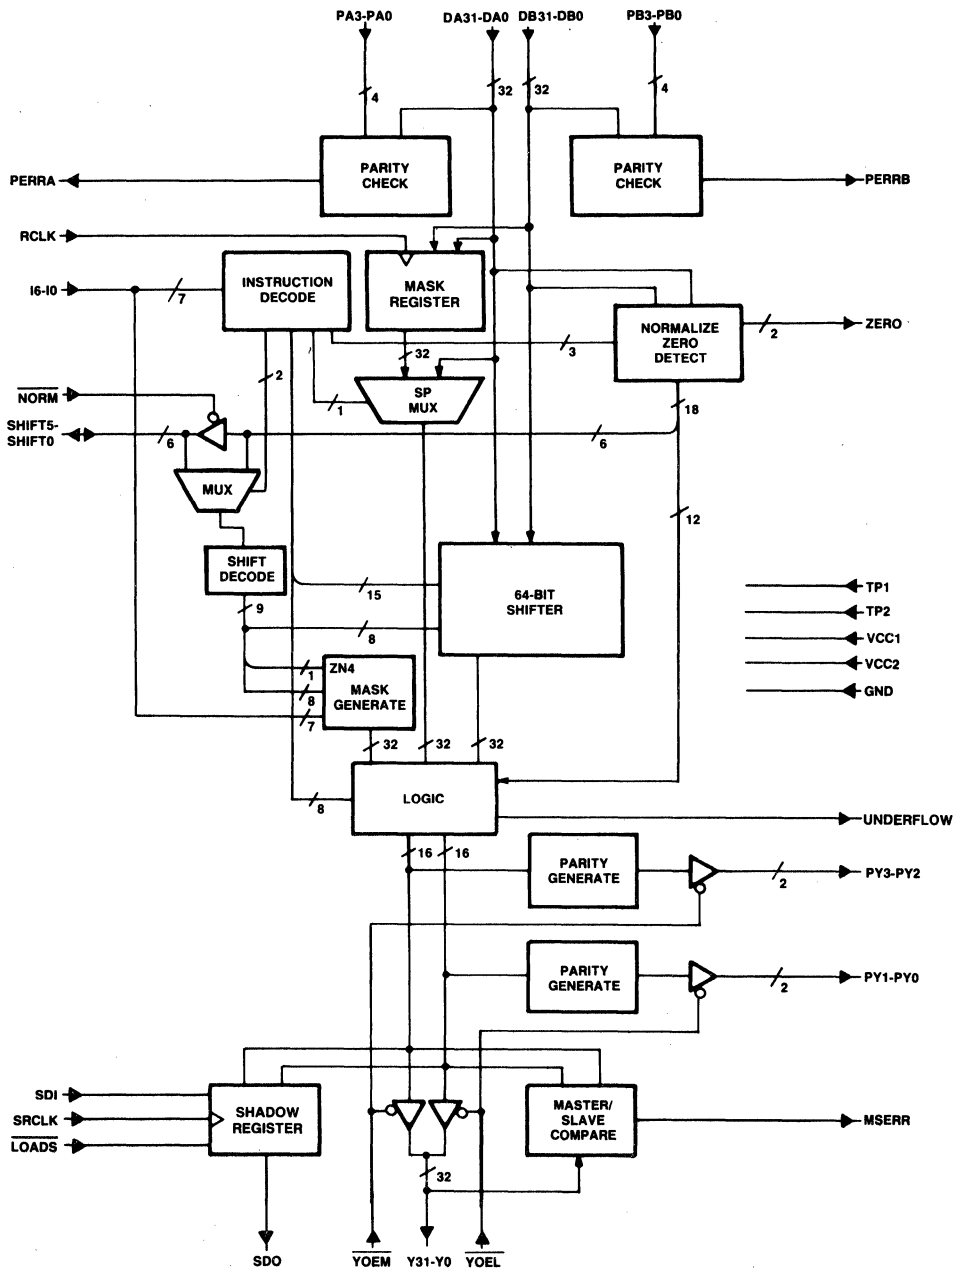 PA3-PA0
DA31-DA0
DB31-DB0
PB3-PB0
4
32
32
4
PARITY
CHECK
PARITY
CHECK
PERRA
PERRB
RCLK
I6-I0
7
INSTRUCTION
DECODE
MASK
REGISTER
NORMALIZE
ZERO
DETECT
2
ZERO
3
32
2
1
SP
MUX
18
NORM
SHIFT5-
SHIFT0
6
6
MUX
12
SHIFT
DECODE
9
15
8
64-BIT
SHIFTER
TP1
TP2
VCC1
VCC2
GND
1
8
7
ZN4
MASK
GENERATE
32
32
32
8
LOGIC
UNDERFLOW
16
16
PARITY
GENERATE
2
PY3-PY2
PARITY
GENERATE
2
PY1-PY0
SDI
SRCLK
LOADS
SHADOW
REGISTER
MASTER/
SLAVE
COMPARE
MSERR
32
SDO
YOEM
Y31-Y0
YOEL